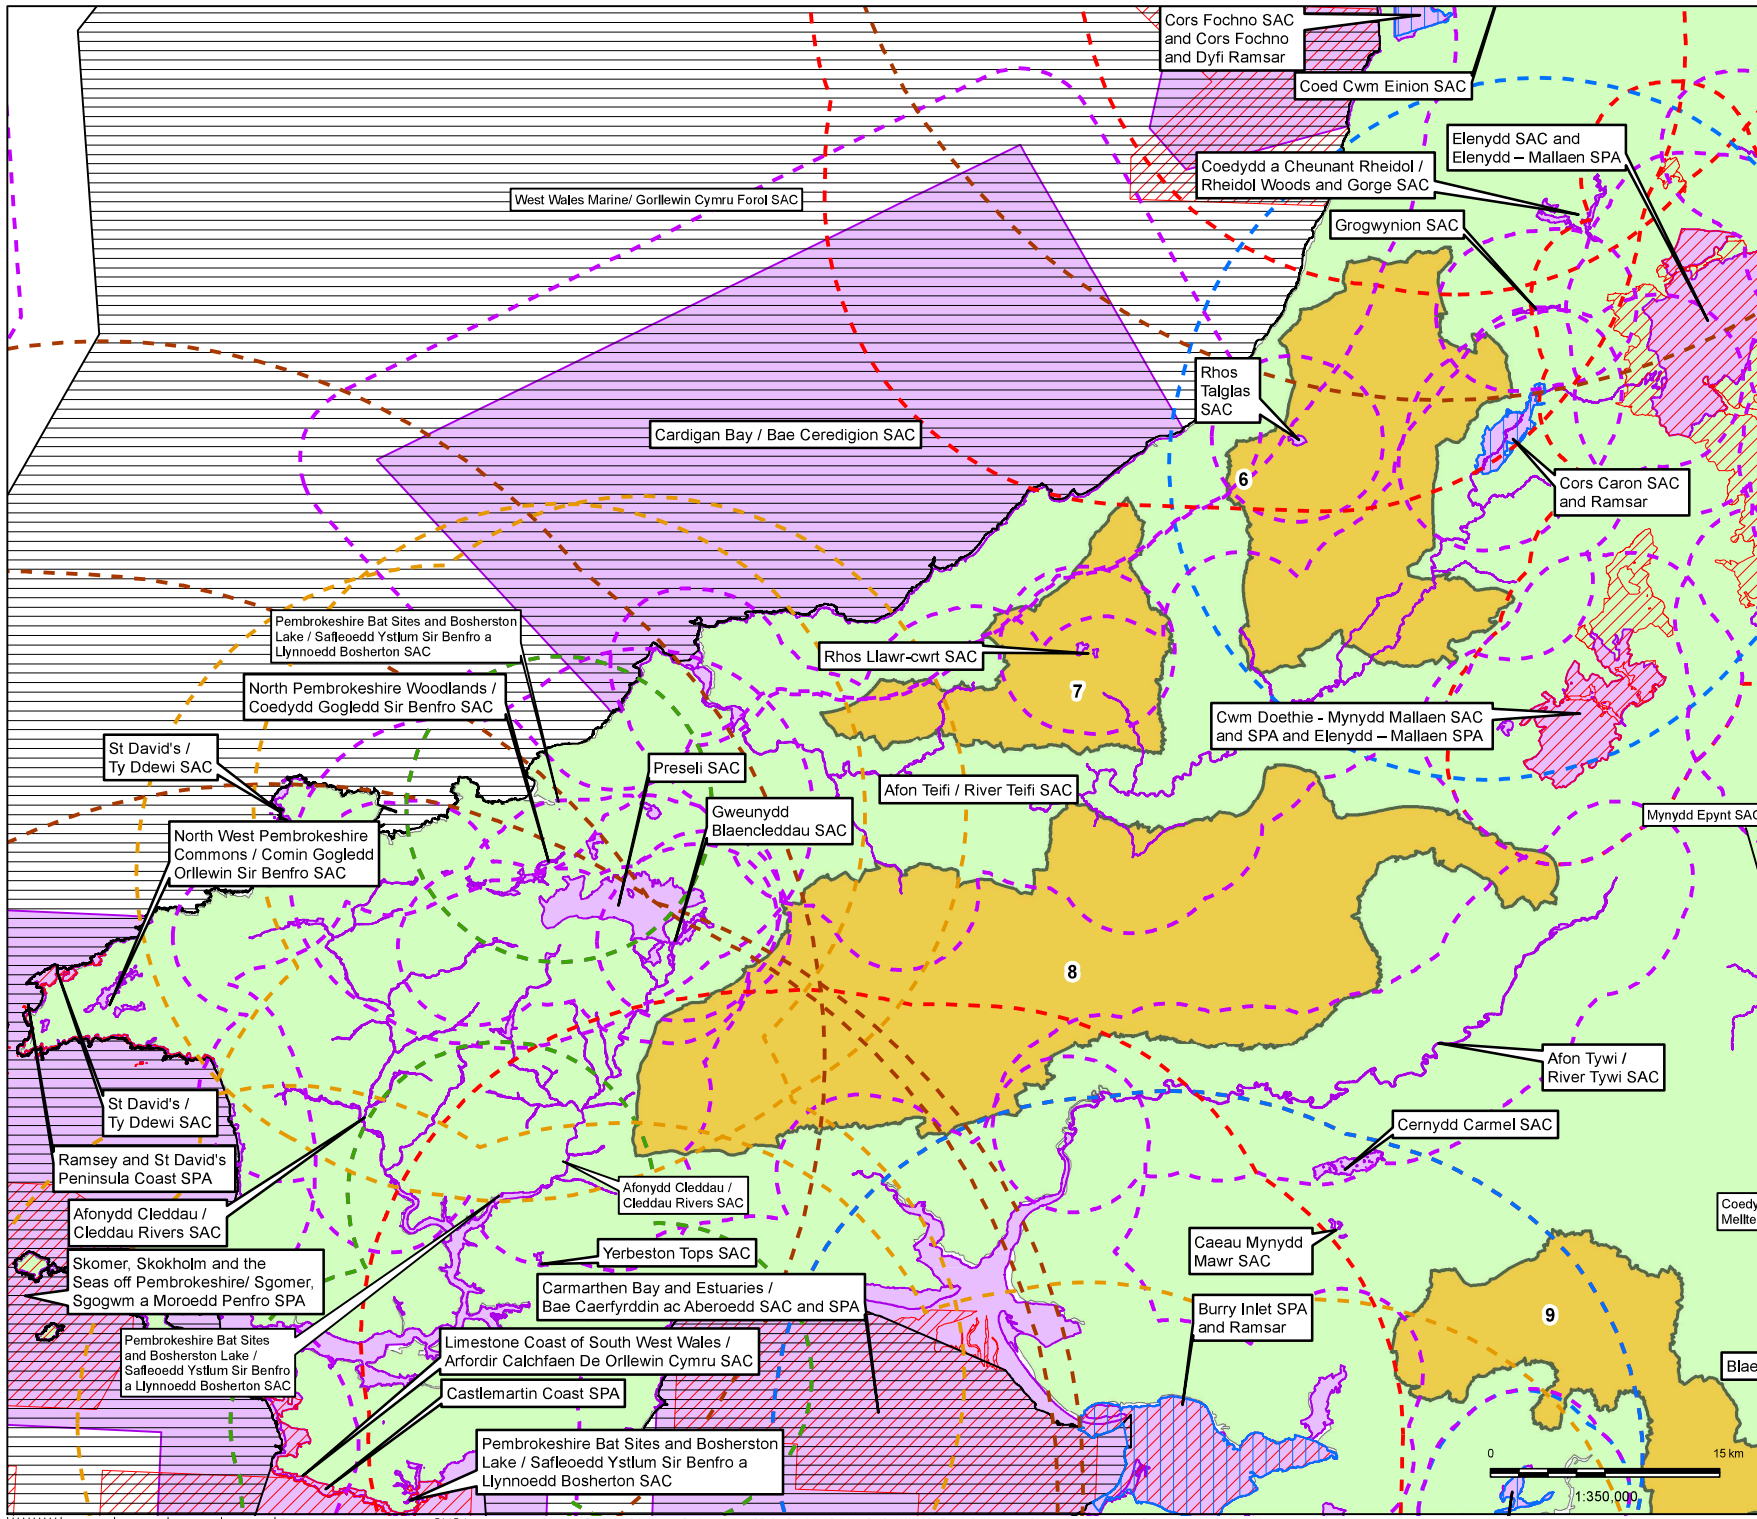 Cors Fochno SAC
and Cors Fochno
and Dyfi Ramsar
Coed Cwm Einion SAC
Elenydd SAC and
Elenydd – Mallaen SPA
Coedydd a Cheunant Rheidol /
Rheidol Woods and Gorge SAC
West Wales Marine/ Gorllewin Cymru Forol SAC
Grogwynion SAC
Rhos
Talglas
SAC
Cardigan Bay / Bae Ceredigion SAC
6
Cors Caron SAC
and Ramsar
Pembrokeshire Bat Sites and Bosherston
Lake / Safleoedd Ystlum Sir Benfro a
Llynnoedd Bosherton SAC
Rhos Llawr-cwrt SAC
7
North Pembrokeshire Woodlands /
Coedydd Gogledd Sir Benfro SAC
Cwm Doethie - Mynydd Mallaen SAC
and SPA and Elenydd – Mallaen SPA
St David's /
Ty Ddewi SAC
Preseli SAC
Afon Teifi / River Teifi SAC
Gweunydd
Blaencleddau SAC
Mynydd Epynt SAC
North West Pembrokeshire
Commons / Comin Gogledd
Orllewin Sir Benfro SAC
8
Afon Tywi /
River Tywi SAC
St David's /
Ty Ddewi SAC
Cernydd Carmel SAC
Ramsey and St David's
Peninsula Coast SPA
Afonydd Cleddau /
Cleddau Rivers SAC
Afonydd Cleddau /
Cleddau Rivers SAC
Coedy
Mellte
Yerbeston Tops SAC
Caeau Mynydd
Mawr SAC
Skomer, Skokholm and the
Seas off Pembrokeshire/ Sgomer,
Sgogwm a Moroedd Penfro SPA
Carmarthen Bay and Estuaries /
Bae Caerfyrddin ac Aberoedd SAC and SPA
Burry Inlet SPA
and Ramsar
9
Pembrokeshire Bat Sites
and Bosherston Lake /
Safleoedd Ystlum Sir Benfro
a Llynnoedd Bosherton SAC
Limestone Coast of South West Wales /
Arfordir Calchfaen De Orllewin Cymru SAC
Blae
Castlemartin Coast SPA
Pembrokeshire Bat Sites and Bosherston
Lake / Safleoedd Ystlum Sir Benfro a
Llynnoedd Bosherton SAC
0 15 km
1:350,000